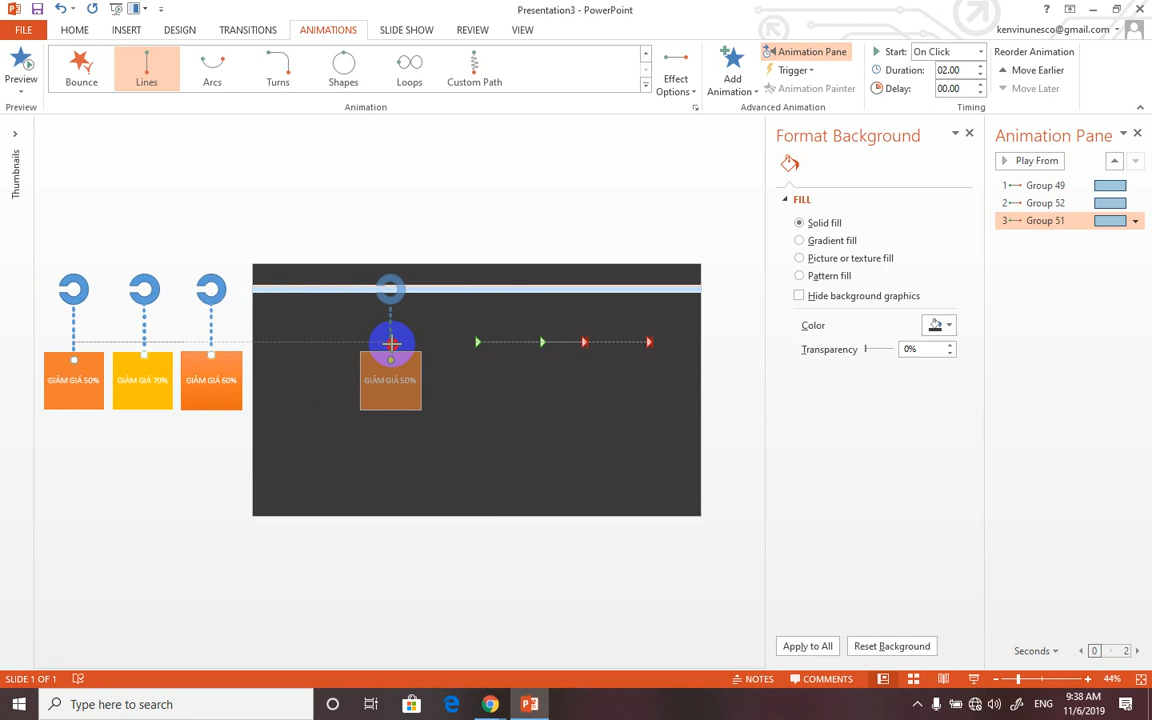 Presentation3 - PowerPoint
FILE HOME INSERT DESIGN TRANSITIONS ANIMATIONS SLIDE SHOW REVIEW VIEW
kenvinunesco@gmail.com
Preview
Bounce Lines Arcs Turns Shapes Loops Custom Path
Effect Options
Add Animation
Animation Pane
Trigger
Animation Painter
Start: On Click
Duration: 02.00
Delay: 00.00
Reorder Animation
Move Earlier
Move Later
Preview Animation Advanced Animation Timing
Thumbnails
GIẢM GIÁ 50% GIẢM GIÁ 70% GIẢM GIÁ 60% GIẢM GIÁ 50%
Format Background
FILL
Solid fill
Gradient fill
Picture or texture fill
Pattern fill
Hide background graphics
Color
Transparency 0%
Apply to All Reset Background
Animation Pane
Play From
1 Group 49
2 Group 52
3 Group 51
Seconds 0 2
SLIDE 1 OF 1 NOTES COMMENTS 44%
Type here to search
ENG
9:38 AM
11/6/2019